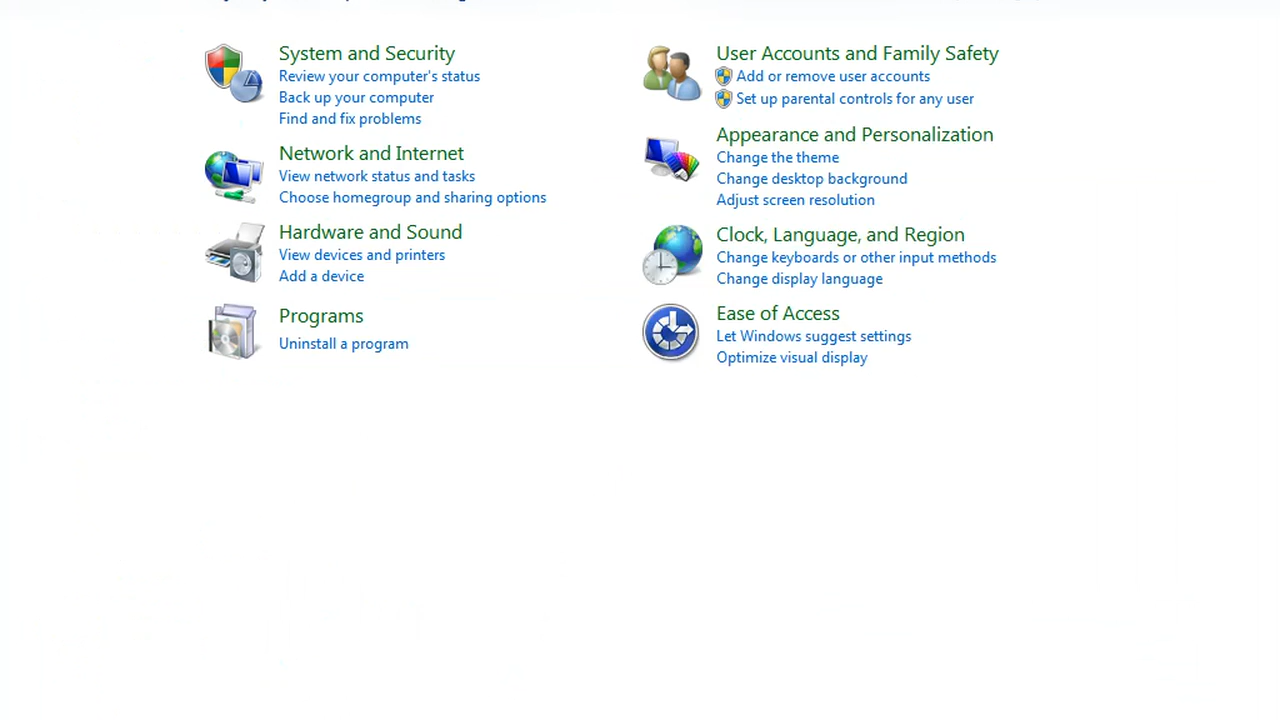 System and Security
Review your computer's status
Back up your computer
Find and fix problems
Network and Internet
View network status and tasks
Choose homegroup and sharing options
Hardware and Sound
View devices and printers
Add a device
Programs
Uninstall a program
User Accounts and Family Safety
Add or remove user accounts
Set up parental controls for any user
Appearance and Personalization
Change the theme
Change desktop background
Adjust screen resolution
Clock, Language, and Region
Change keyboards or other input methods
Change display language
Ease of Access
Let Windows suggest settings
Optimize visual display